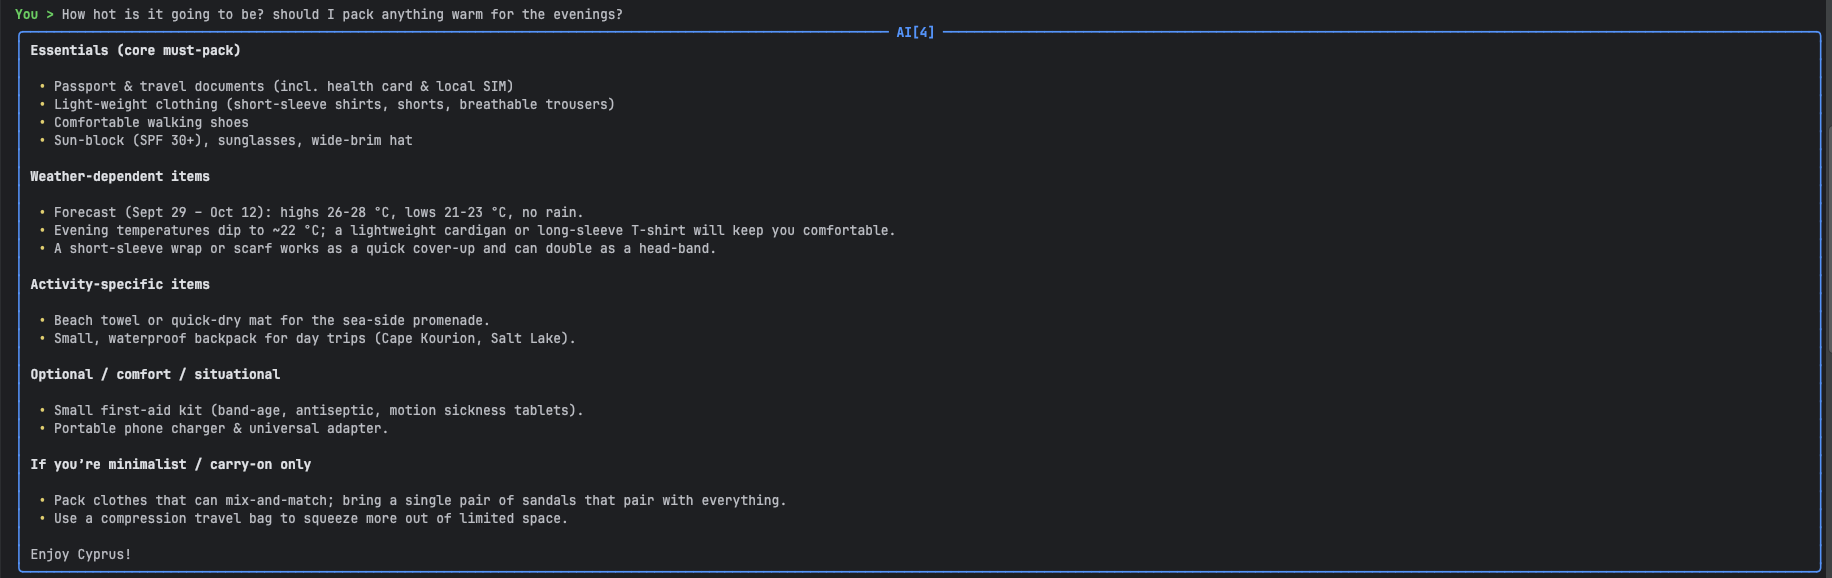 You > How hot is it going to be? should I pack anything warm for the evenings?
AI[4]
Essentials (core must-pack)
• Passport & travel documents (incl. health card & local SIM)
• Light-weight clothing (short-sleeve shirts, shorts, breathable trousers)
• Comfortable walking shoes
• Sun-block (SPF 30+), sunglasses, wide-brim hat
Weather-dependent items
• Forecast (Sept 29 – Oct 12): highs 26-28 °C, lows 21-23 °C, no rain.
• Evening temperatures dip to ~22 °C; a lightweight cardigan or long-sleeve T-shirt will keep you comfortable.
• A short-sleeve wrap or scarf works as a quick cover-up and can double as a head-band.
Activity-specific items
• Beach towel or quick-dry mat for the sea-side promenade.
• Small, waterproof backpack for day trips (Cape Kourion, Salt Lake).
Optional / comfort / situational
• Small first-aid kit (band-age, antiseptic, motion sickness tablets).
• Portable phone charger & universal adapter.
If you’re minimalist / carry-on only
• Pack clothes that can mix-and-match; bring a single pair of sandals that pair with everything.
• Use a compression travel bag to squeeze more out of limited space.
Enjoy Cyprus!